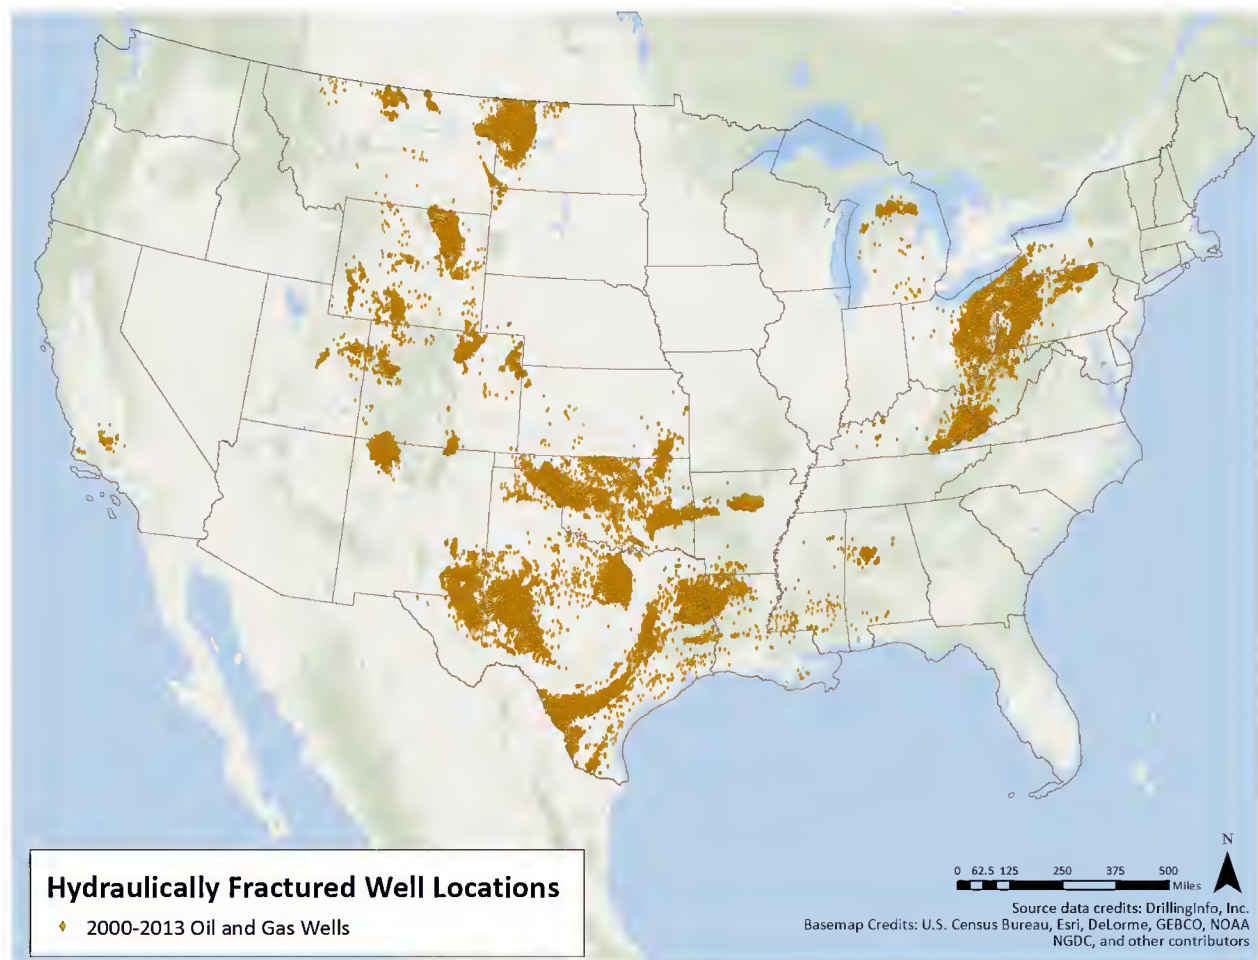 Hydraulically Fractured Well Locations
2000-2013 Oil and Gas Wells
N
0 62.5 125 250 375 500
Miles
Source data credits: DrillingInfo, Inc.
Basemap Credits: U.S. Census Bureau, Esri, DeLorme, GEBCO, NOAA
NGDC, and other contributors